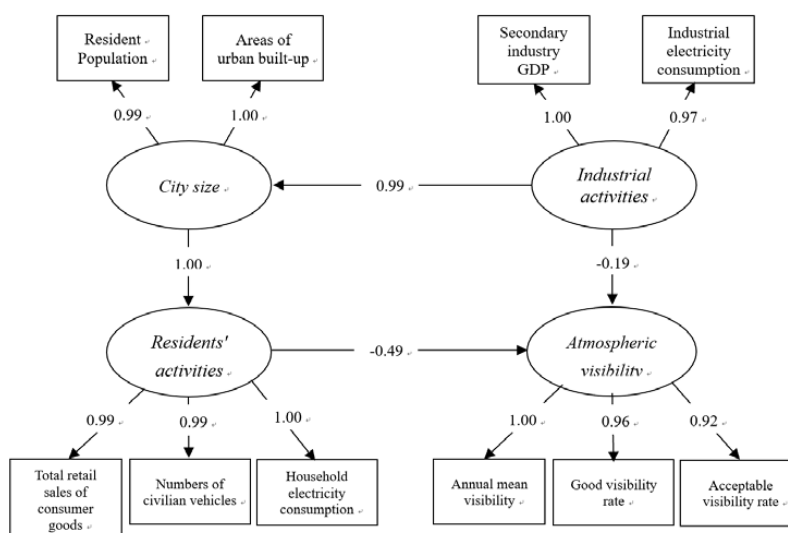 Resident
Population
Areas of
urban built-up
Secondary
industry
GDP
Industrial
electricity
consumption
0.99
1.00
1.00
0.97
City size
0.99
Industrial
activities
1.00
-0.19
Residents'
activities
-0.49
Atmospheric
visibility
0.99
0.99
1.00
1.00
0.96
0.92
Total retail
sales of
consumer
goods
Numbers of
civilian vehicles
Household
electricity
consumption
Annual mean
visibility
Good visibility
rate
Acceptable
visibility rate